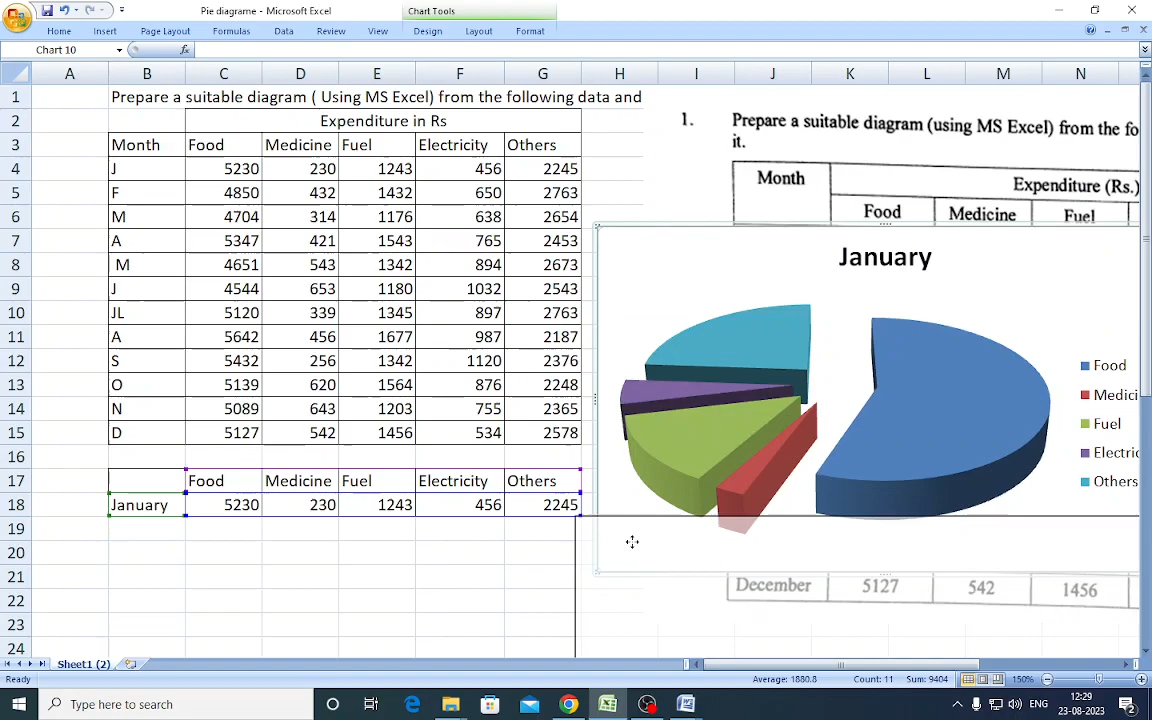 Pie diagrame - Microsoft Excel
Chart Tools
Home Insert Page Layout Formulas Data Review View Design Layout Format
Chart 10 fx
A B C D E F G H I J K L M N
1 Prepare a suitable diagram ( Using MS Excel) from the following data and
2 Expenditure in Rs
3 Month Food Medicine Fuel Electricity Others
4 J 5230 230 1243 456 2245
5 F 4850 432 1432 650 2763
6 M 4704 314 1176 638 2654
7 A 5347 421 1543 765 2453
8 M 4651 543 1342 894 2673
9 J 4544 653 1180 1032 2543
10 JL 5120 339 1345 897 2763
11 A 5642 456 1677 987 2187
12 S 5432 256 1342 1120 2376
13 O 5139 620 1564 876 2248
14 N 5089 643 1203 755 2365
15 D 5127 542 1456 534 2578
16
17 Food Medicine Fuel Electricity Others
18 January 5230 230 1243 456 2245
19
20
21
22
23
24
1. Prepare a suitable diagram (using MS Excel) from the fo
it.
Month Expenditure (Rs.)
Food Medicine Fuel
January
Food
Medici
Fuel
Electric
Others
December 5127 542 1456
Sheet1 (2)
Ready Average: 1880.8 Count: 11 Sum: 9404 150%
Type here to search
ENG
12:29
23-08-2023
2